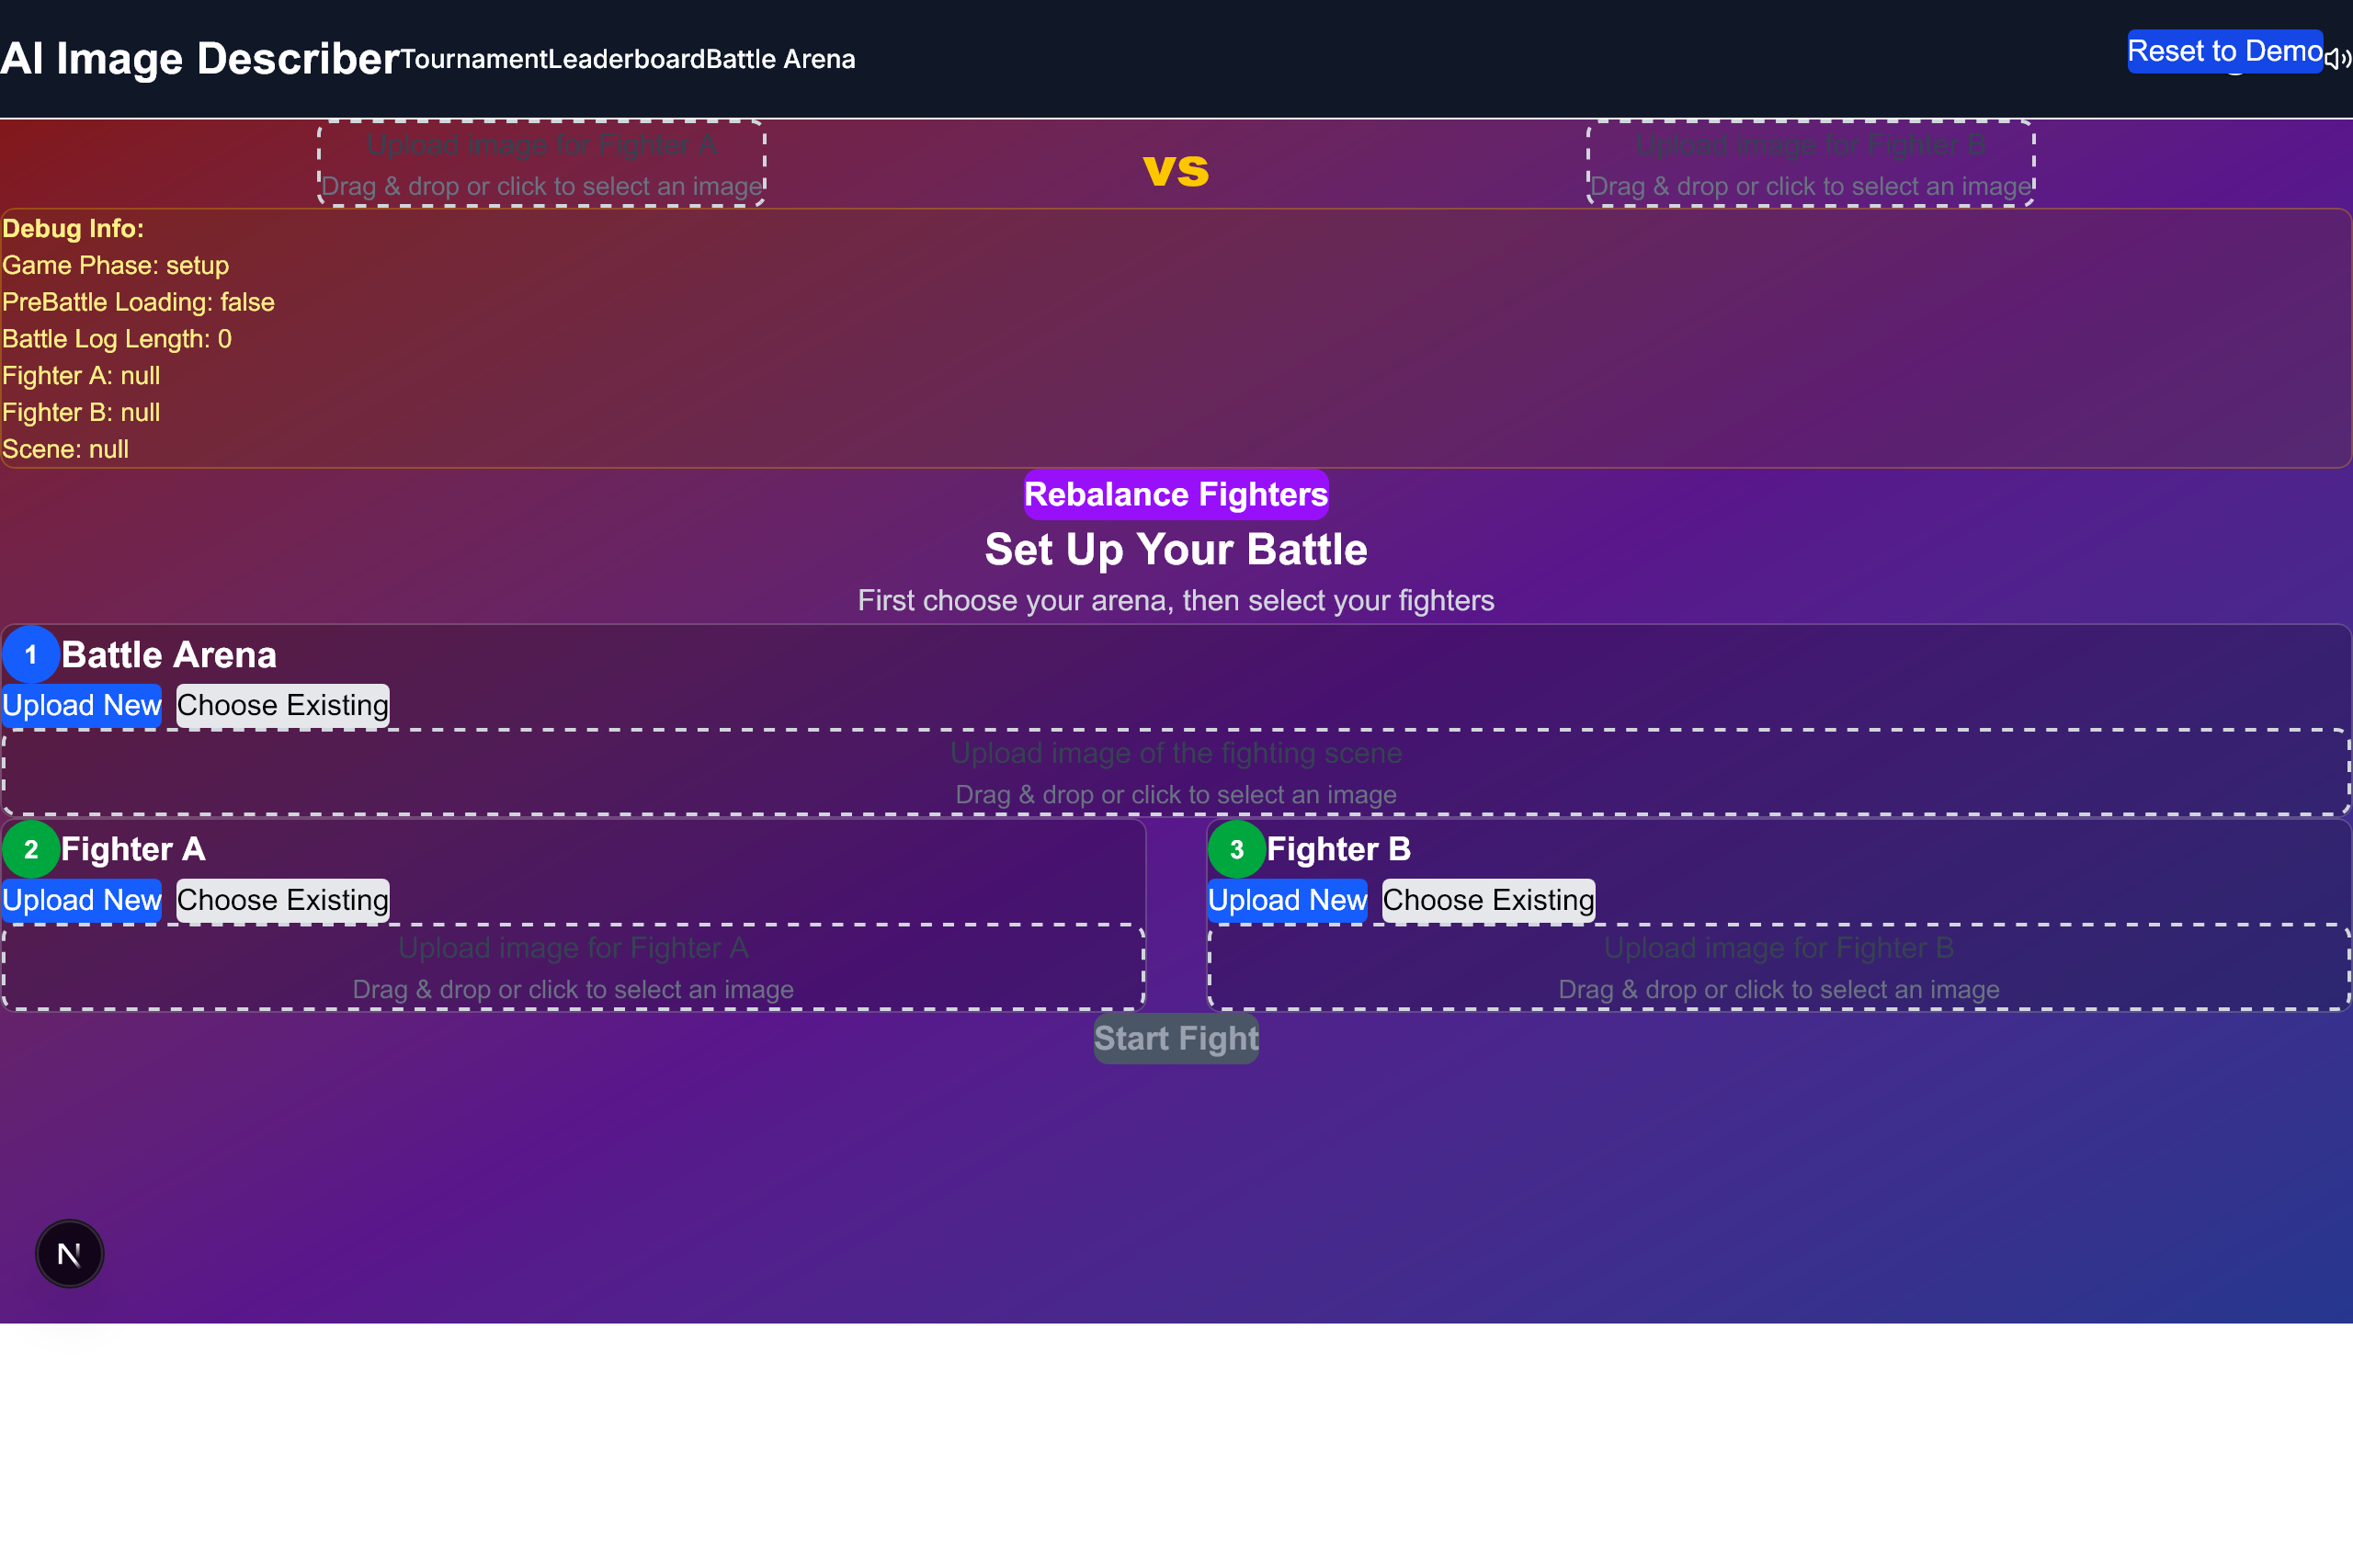 AI Image Describer Tournament Leaderboard Battle Arena Reset to Demo
Upload image for Fighter A
Drag & drop or click to select an image
vs
Upload image for Fighter B
Drag & drop or click to select an image
Debug Info:
Game Phase: setup
PreBattle Loading: false
Battle Log Length: 0
Fighter A: null
Fighter B: null
Scene: null
Rebalance Fighters
Set Up Your Battle
First choose your arena, then select your fighters
1 Battle Arena
Upload New Choose Existing
Upload image of the fighting scene
Drag & drop or click to select an image
2 Fighter A
Upload New Choose Existing
Upload image for Fighter A
Drag & drop or click to select an image
3 Fighter B
Upload New Choose Existing
Upload image for Fighter B
Drag & drop or click to select an image
Start Fight
N